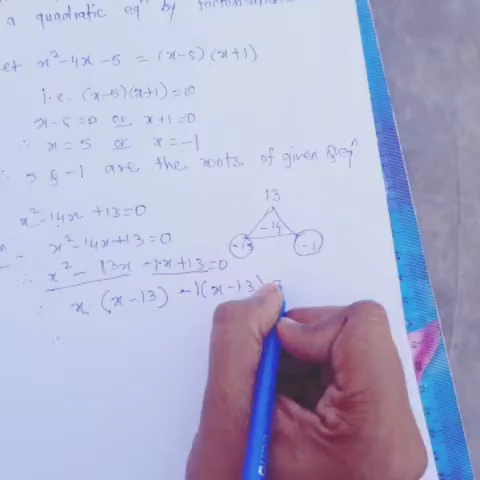 a quadratic eqⁿ by factorisation
x²-4x-5 = (x-5)(x+1)
i.e. (x-5)(x+1)=0
x-5=0 or x+1=0
∴ x=5 or x=-1
∴ 5 & -1 are the roots of given Q.eqⁿ.
x²-14x+13=0
13
-14
-13 -1
x²-14x+13=0
∴ x²-13x-1·x+13=0
∴ x·(x-13) -1(x-13)
∴